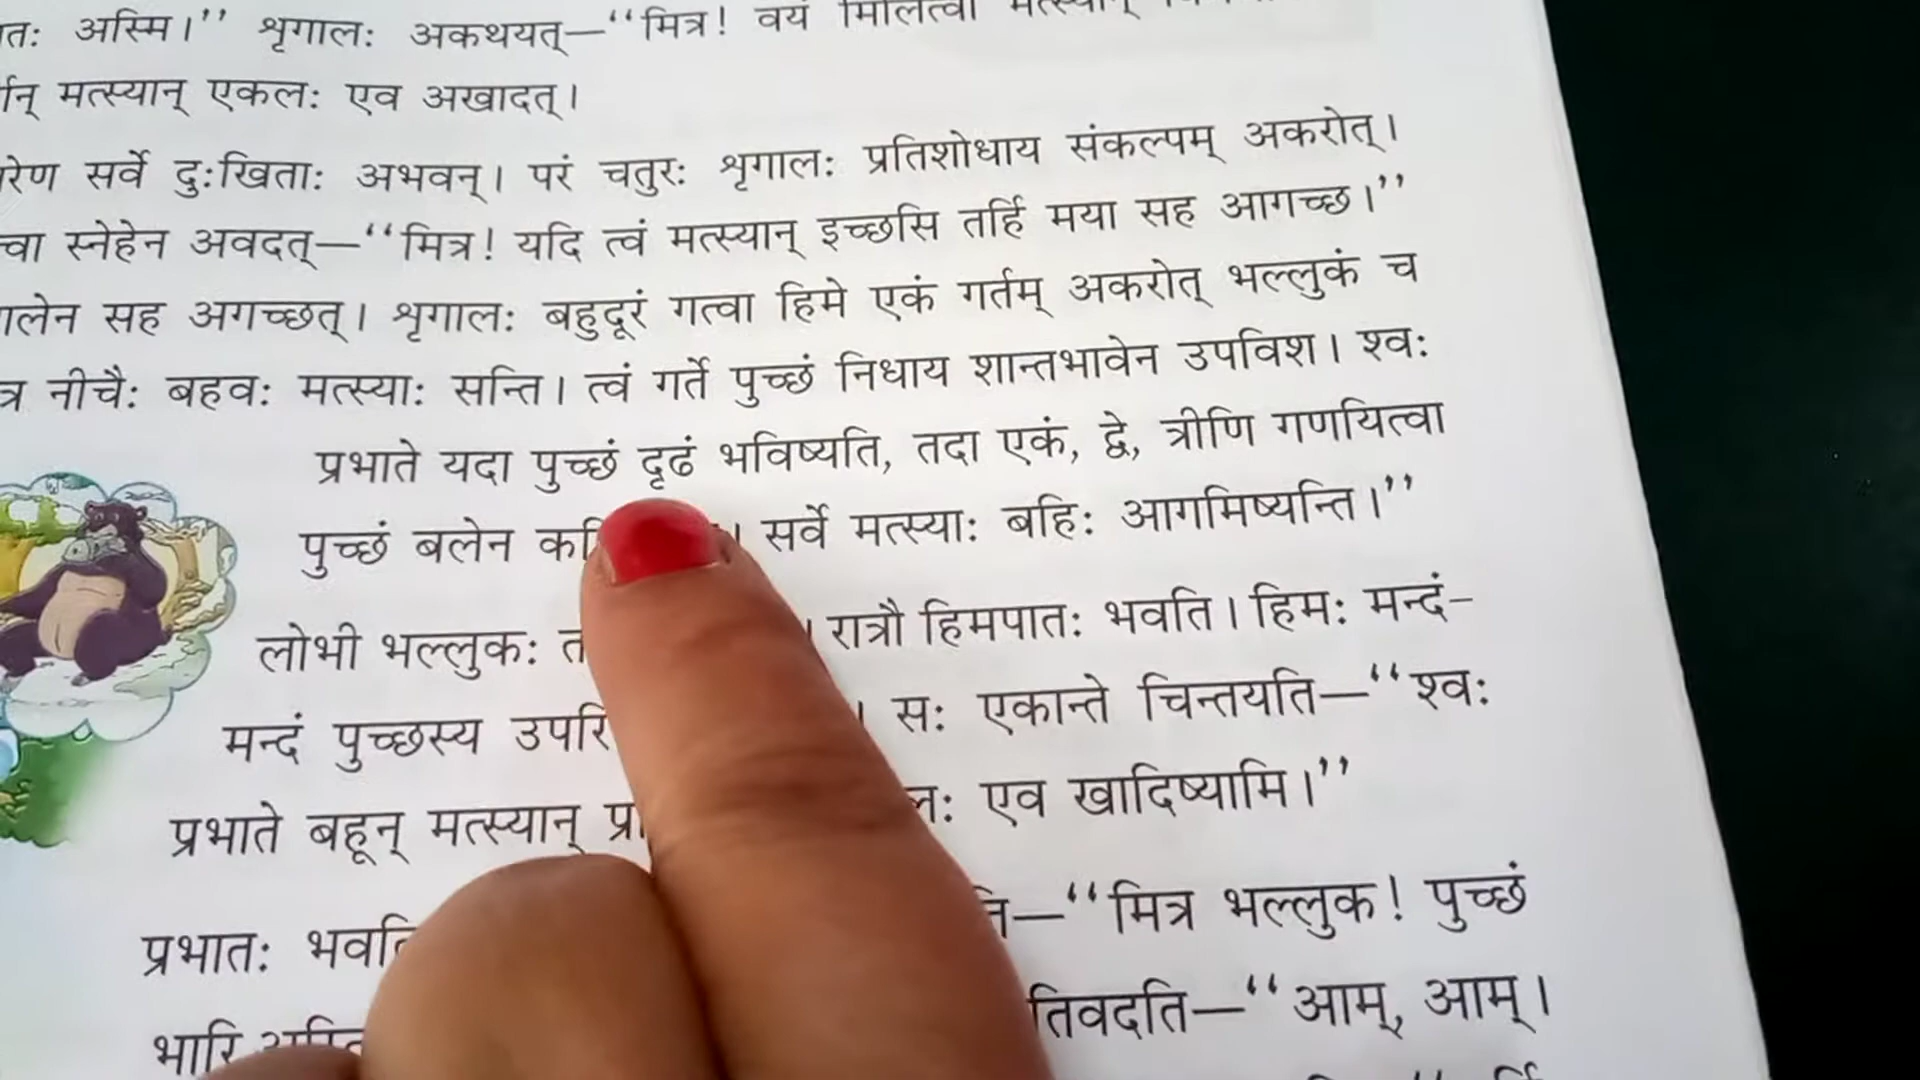 अस्मि।” शृगालः अकथयत्—“मित्र! वयं मिलित्वा मत्स्यान्
मत्स्यान् एकलः एव अखादत्।
सर्वे दुःखिताः अभवन्। परं चतुरः शृगालः प्रतिशोधाय संकल्पम् अकरोत्।
स्नेहेन अवदत्—“मित्र! यदि त्वं मत्स्यान् इच्छसि तर्हि मया सह आगच्छ।”
सह अगच्छत्। शृगालः बहुदूरं गत्वा हिमे एकं गर्तम् अकरोत् भल्लुकं च
नीचैः बहवः मत्स्याः सन्ति। त्वं गर्ते पुच्छं निधाय शान्तभावेन उपविश। श्वः
प्रभाते यदा पुच्छं दृढं भविष्यति, तदा एकं, द्वे, त्रीणि गणयित्वा
पुच्छं बलेन सर्वे मत्स्याः बहिः आगमिष्यन्ति।”
लोभी भल्लुकः रात्रौ हिमपातः भवति। हिमः मन्दं-
मन्दं पुच्छस्य उपरि । सः एकान्ते चिन्तयति—“श्वः
प्रभाते बहून् मत्स्यान् एव खादिष्यामि।”
प्रभातः —“मित्र भल्लुक! पुच्छं
भारि —“आम्, आम्।